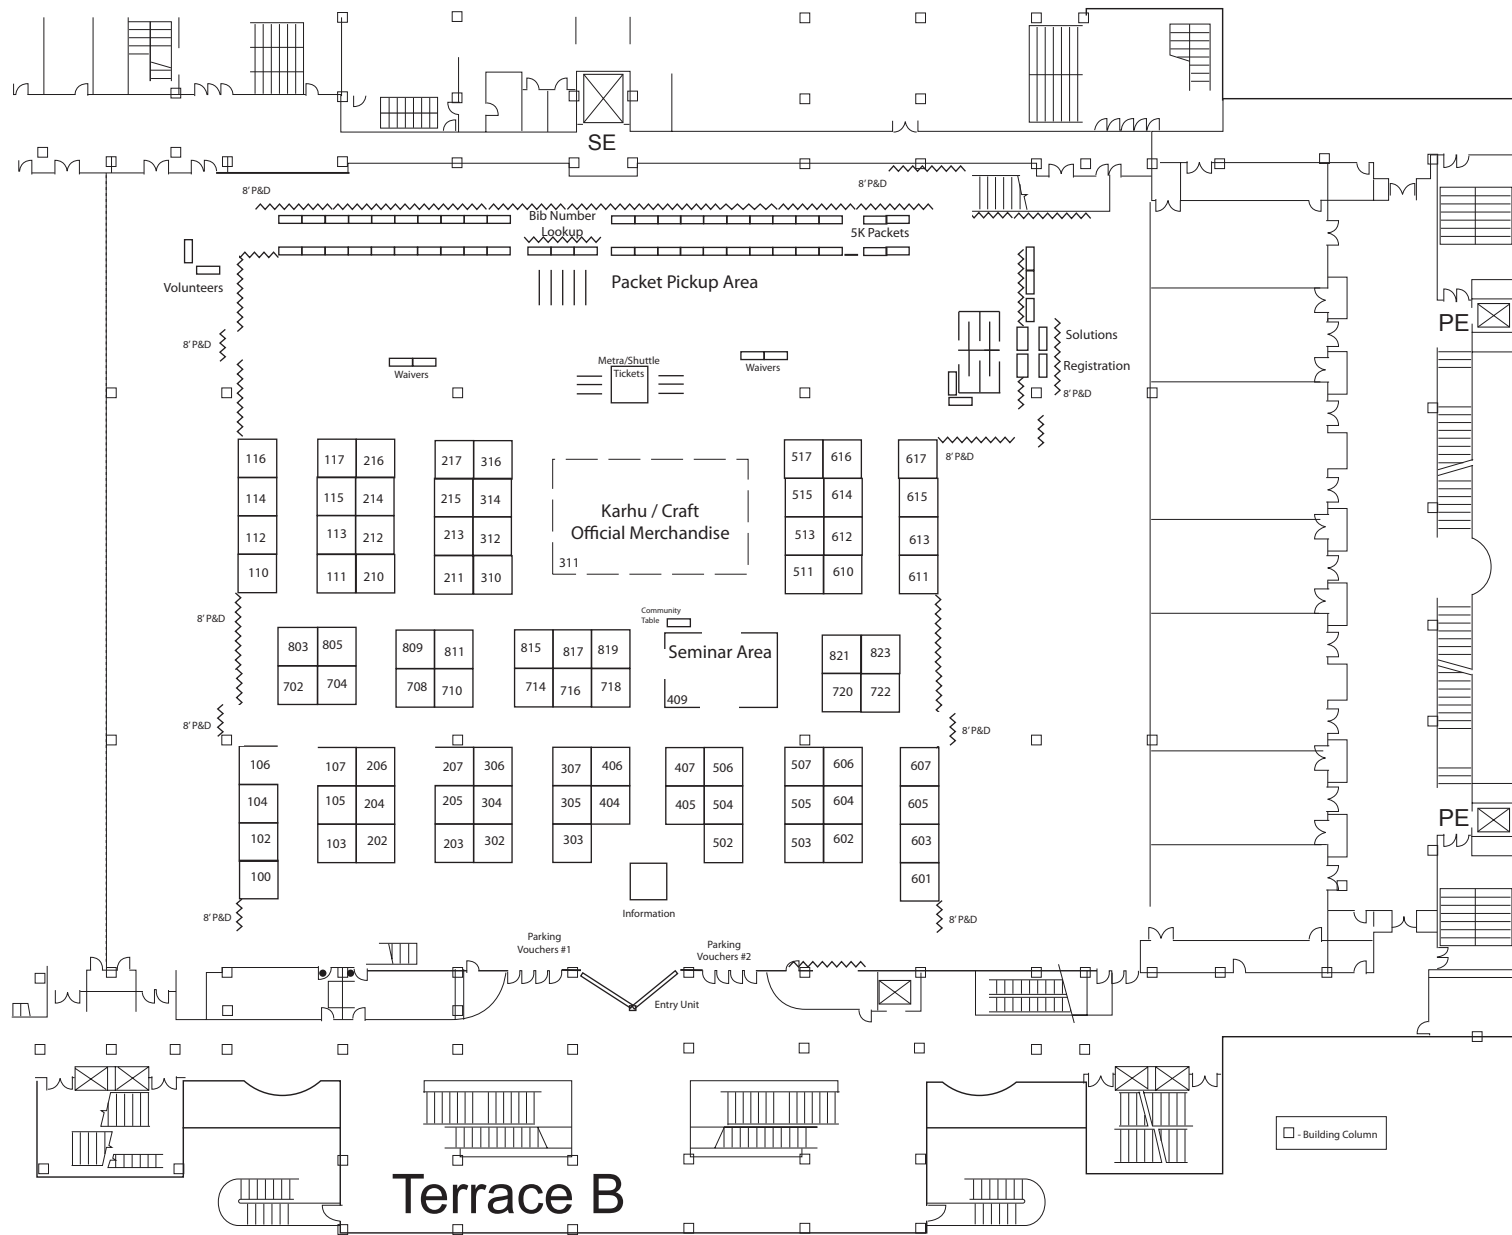 SE
8' P&D
8' P&D
Bib Number
Lookup
5K Packets
Volunteers
Packet Pickup Area
PE
8' P&D
Solutions
Metra/Shuttle
Tickets
Waivers
Waivers
Registration
8' P&D
8' P&D
116 117 216 217 316 517 616 617
114 115 214 215 314 515 614 615
Karhu / Craft
Official Merchandise
112 113 212 213 312 513 612 613
311
110 111 210 211 310 511 610 611
8' P&D
Community
Table
803 805 809 811 815 817 819 Seminar Area 821 823
702 704 708 710 714 716 718 409 720 722
8' P&D
8' P&D
106 107 206 207 306 307 406 407 506 507 606 607
104 105 204 205 304 305 404 405 504 505 604 605
PE
102 103 202 203 302 303 502 503 602 603
100 601
Information
8' P&D
8' P&D
Parking
Vouchers #1
Parking
Vouchers #2
Entry Unit
- Building Column
Terrace B